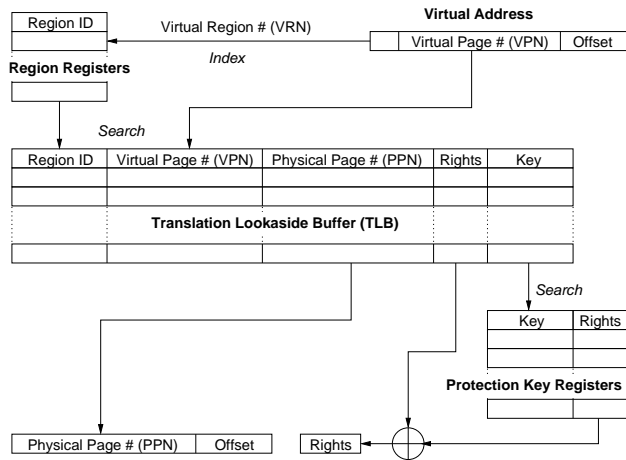 Virtual Address
Region ID
Virtual Region # (VRN)
Virtual Page # (VPN) Offset
Index
Region Registers
Search
Region ID Virtual Page # (VPN) Physical Page # (PPN) Rights Key
Translation Lookaside Buffer (TLB)
Search
Key Rights
Protection Key Registers
Physical Page # (PPN) Offset Rights